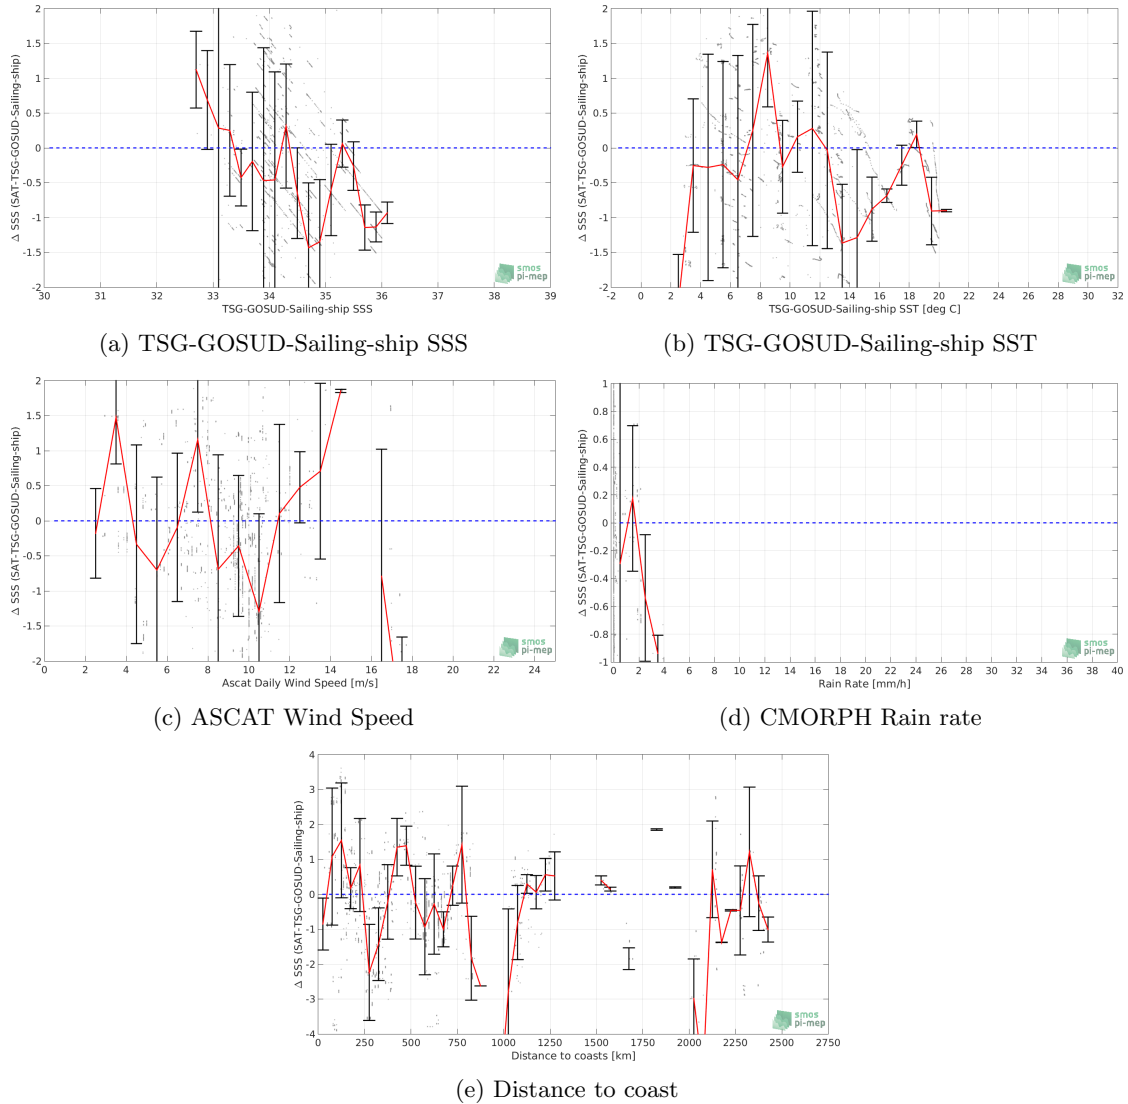 2
1.5
1
0.5
0
-0.5
-1
-1.5
-2
Δ SSS (SAT-TSG-GOSUD-Sailing-ship)
30 31 32 33 34 35 36 37 38 39
TSG-GOSUD-Sailing-ship SSS
smos
pi-mep
(a) TSG-GOSUD-Sailing-ship SSS
2
1.5
1
0.5
0
-0.5
-1
-1.5
-2
Δ SSS (SAT-TSG-GOSUD-Sailing-ship)
-2 0 2 4 6 8 10 12 14 16 18 20 22 24 26 28 30 32
TSG-GOSUD-Sailing-ship SST [deg C]
smos
pi-mep
(b) TSG-GOSUD-Sailing-ship SST
2
1.5
1
0.5
0
-0.5
-1
-1.5
-2
Δ SSS (SAT-TSG-GOSUD-Sailing-ship)
0 2 4 6 8 10 12 14 16 18 20 22 24
Ascat Daily Wind Speed [m/s]
smos
pi-mep
(c) ASCAT Wind Speed
1
0.8
0.6
0.4
0.2
0
-0.2
-0.4
-0.6
-0.8
-1
Δ SSS (SAT-TSG-GOSUD-Sailing-ship)
0 2 4 6 8 10 12 14 16 18 20 22 24 26 28 30 32 34 36 38 40
Rain Rate [mm/h]
smos
pi-mep
(d) CMORPH Rain rate
4
3
2
1
0
-1
-2
-3
-4
Δ SSS (SAT-TSG-GOSUD-Sailing-ship)
0 250 500 750 1000 1250 1500 1750 2000 2250 2500 2750
Distance to coasts [km]
smos
pi-mep
(e) Distance to coast